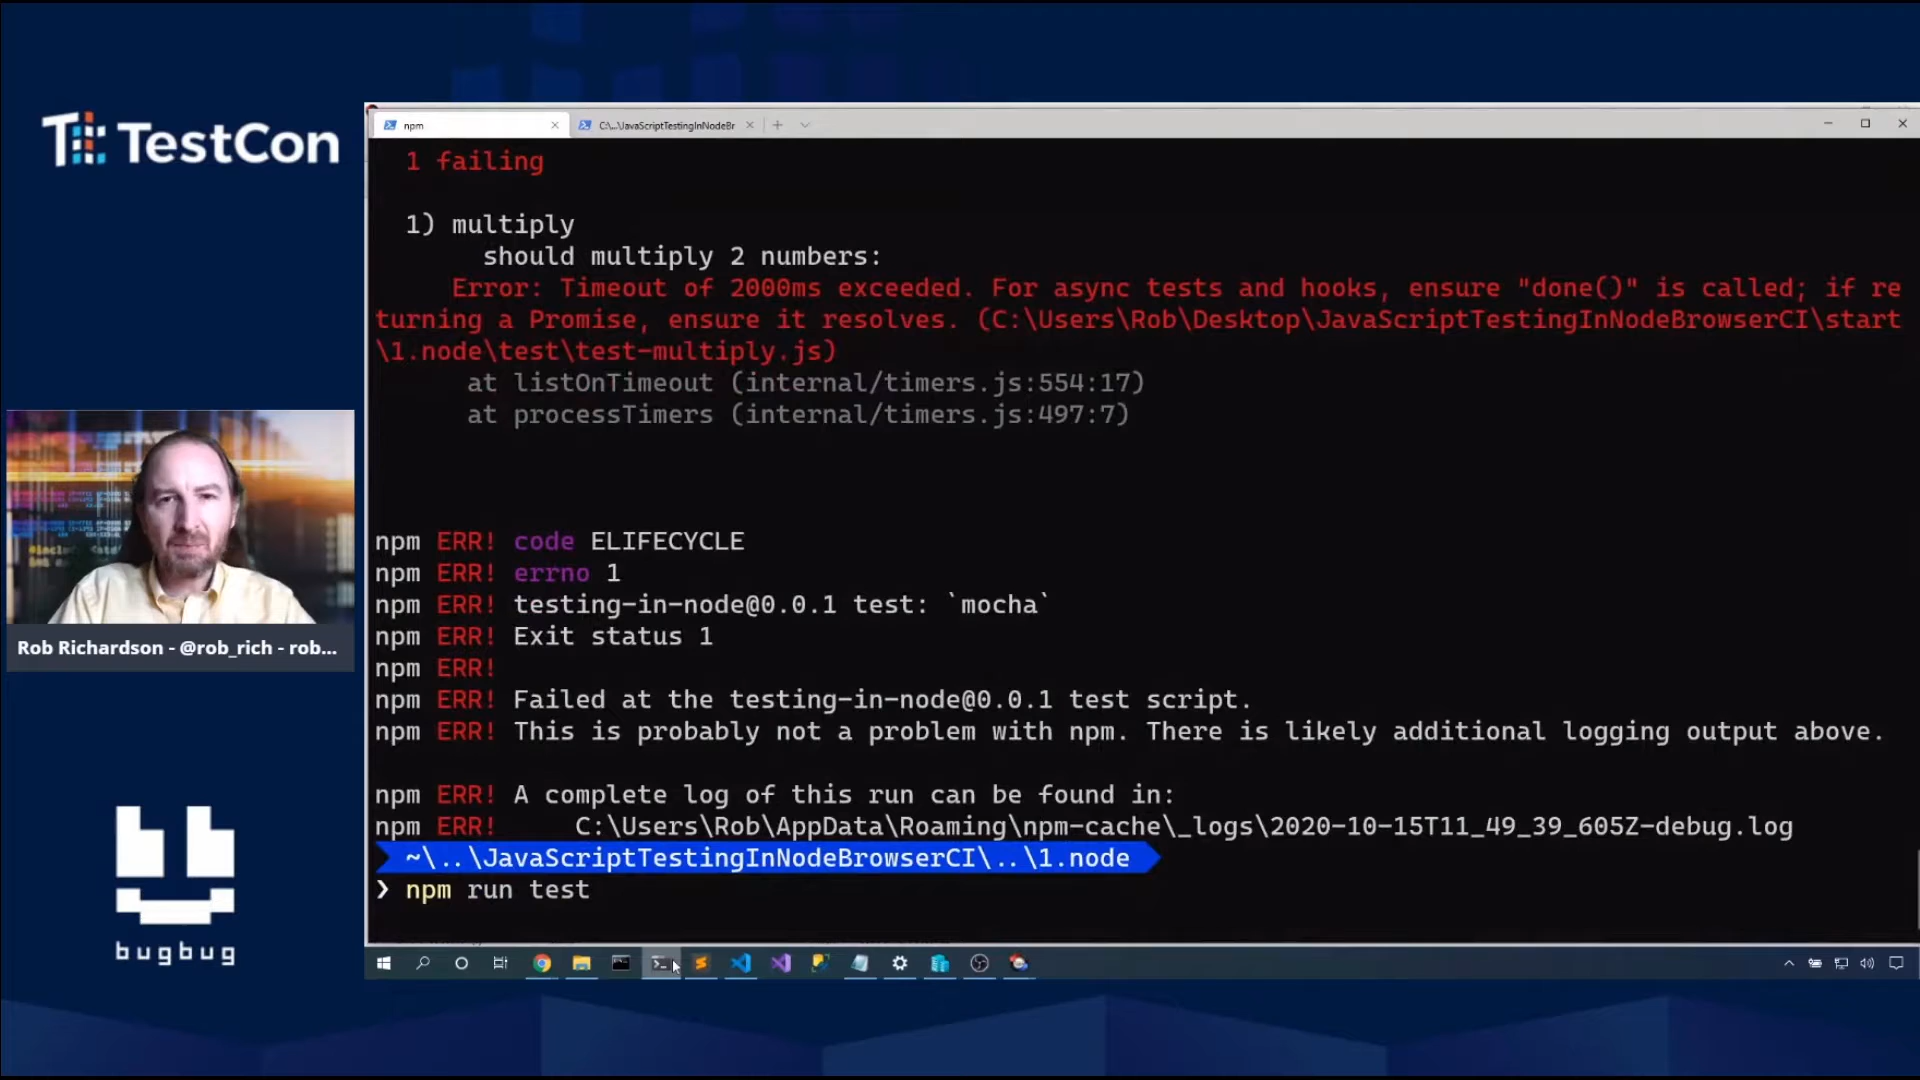 TestCon
npm
C:\...\JavaScriptTestingInNodeBr
1 failing
1) multiply
should multiply 2 numbers:
Error: Timeout of 2000ms exceeded. For async tests and hooks, ensure "done()" is called; if re
turning a Promise, ensure it resolves. (C:\Users\Rob\Desktop\JavaScriptTestingInNodeBrowserCI\start
\1.node\test\test-multiply.js)
at listOnTimeout (internal/timers.js:554:17)
at processTimers (internal/timers.js:497:7)
npm ERR! code ELIFECYCLE
npm ERR! errno 1
npm ERR! testing-in-node@0.0.1 test: `mocha`
npm ERR! Exit status 1
npm ERR!
npm ERR! Failed at the testing-in-node@0.0.1 test script.
npm ERR! This is probably not a problem with npm. There is likely additional logging output above.
npm ERR! A complete log of this run can be found in:
npm ERR!     C:\Users\Rob\AppData\Roaming\npm-cache\_logs\2020-10-15T11_49_39_605Z-debug.log
~\..\JavaScriptTestingInNodeBrowserCI\..\1.node
❯ npm run test
Rob Richardson - @rob_rich - rob...
bugbug